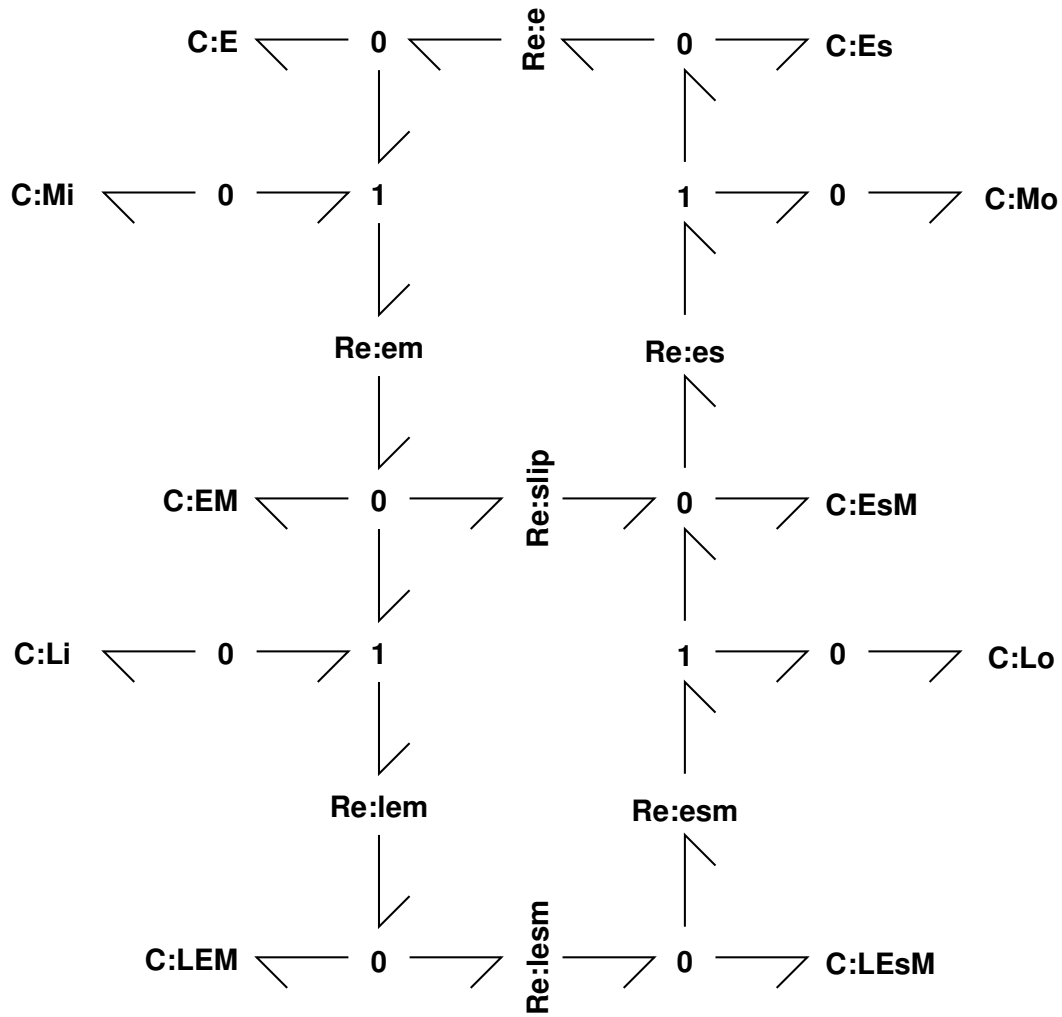 C:E 0 Re:e 0 C:Es
C:Mi 0 1 1 0 C:Mo
Re:em Re:es
C:EM 0 Re:slip 0 C:EsM
C:Li 0 1 1 0 C:Lo
Re:lem Re:esm
C:LEM 0 Re:lesm 0 C:LEsM